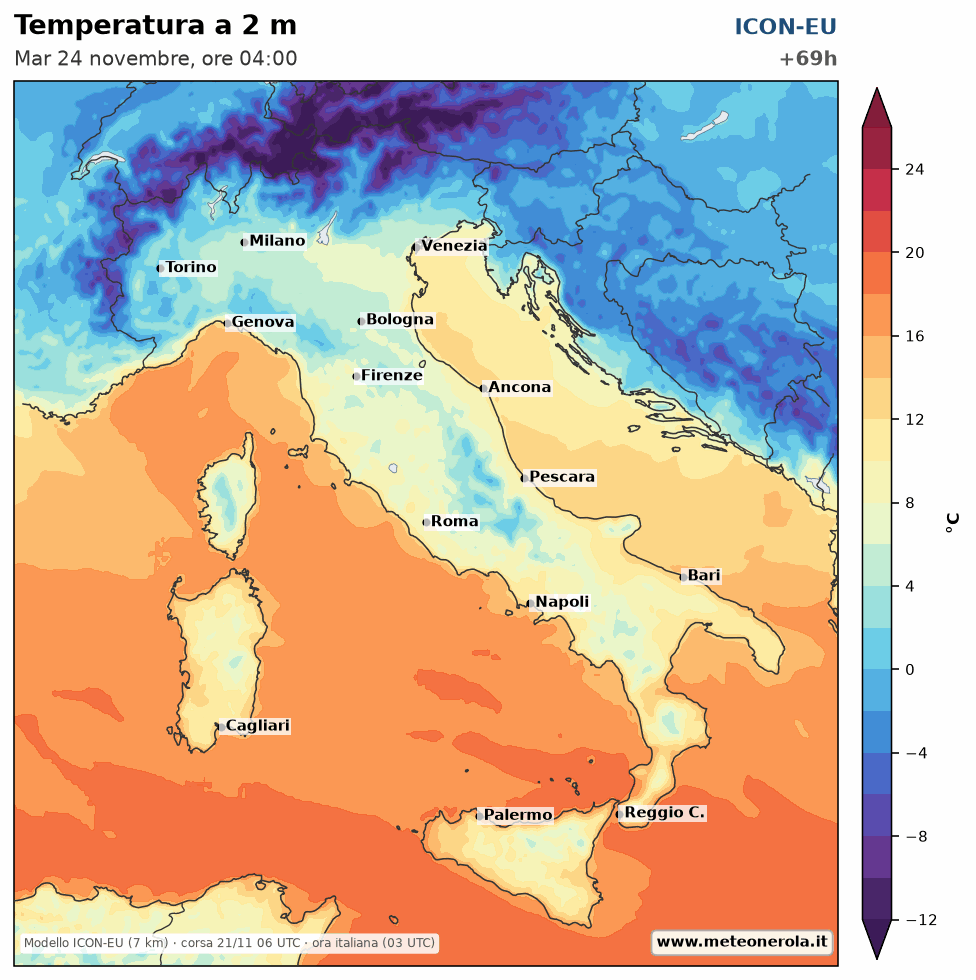 Temperatura a 2 m
ICON-EU
Mar 24 novembre, ore 04:00
+69h
Milano
Venezia
Torino
Genova
Bologna
Firenze
Ancona
Pescara
Roma
Bari
Napoli
Cagliari
Palermo
Reggio C.
24
20
16
12
8
4
0
−4
−8
−12
°C
Modello ICON-EU (7 km) · corsa 21/11 06 UTC · ora italiana (03 UTC)
www.meteonerola.it